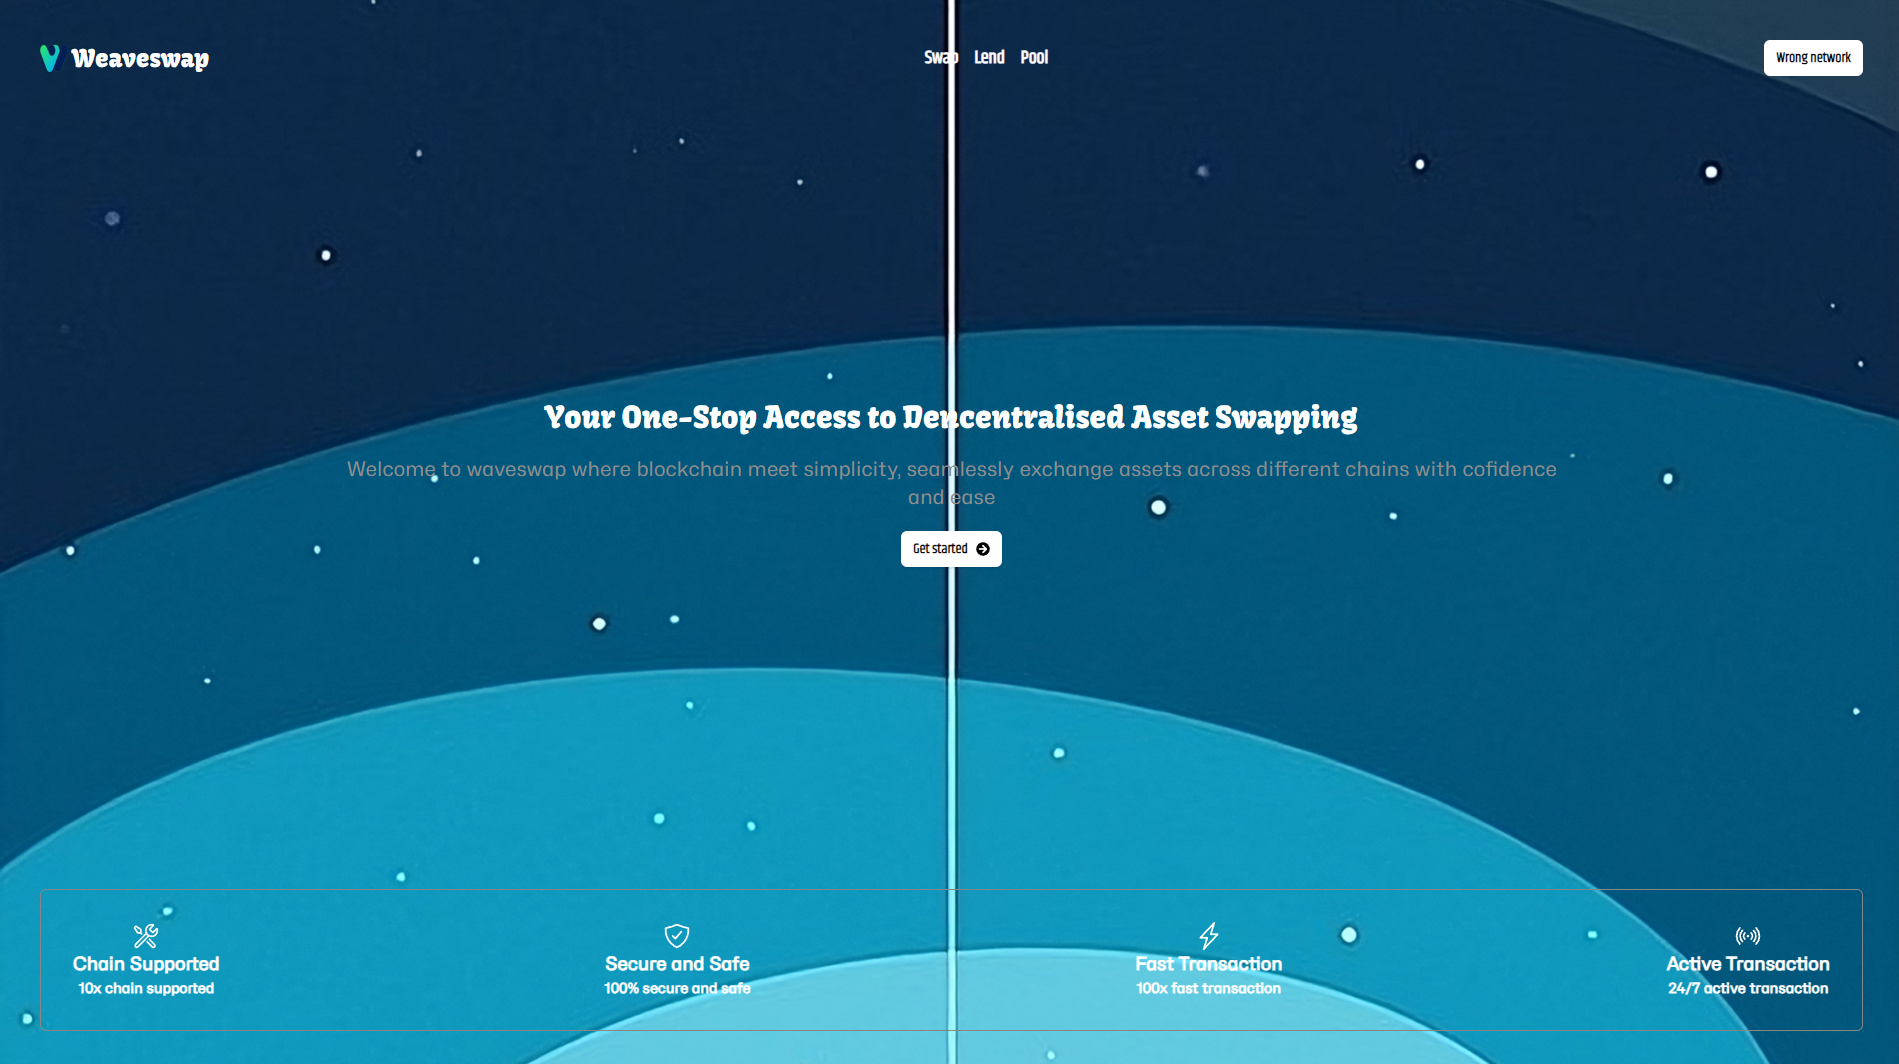 Weaveswap
Swap Lend Pool
Wrong network
Your One-Stop Access to Dencentralised Asset Swapping
Welcome to waveswap where blockchain meet simplicity, seamlessly exchange assets across different chains with cofidence
and ease
Get started
Chain Supported
10x chain supported
Secure and Safe
100% secure and safe
Fast Transaction
100x fast transaction
Active Transaction
24/7 active transaction